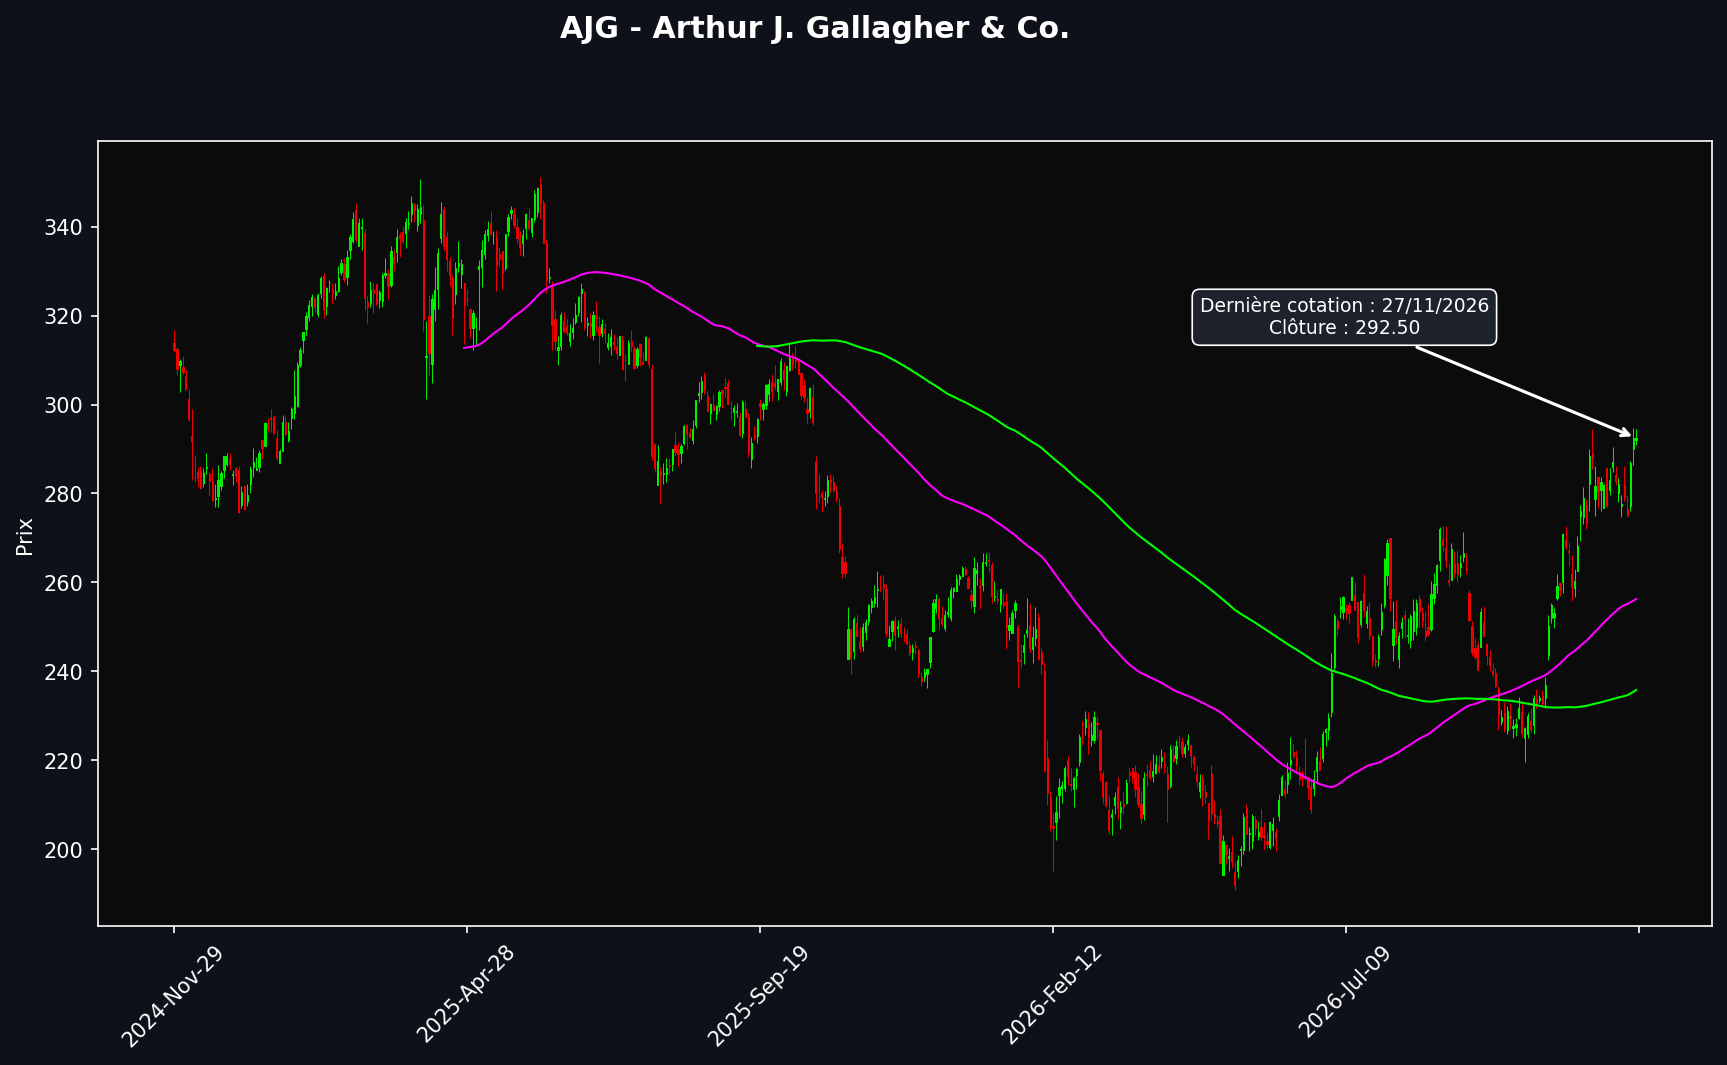 AJG - Arthur J. Gallagher & Co.
340
320
300
280
260
240
220
200
Prix
Dernière cotation : 27/11/2026
Clôture : 292.50
2024-Nov-29
2025-Apr-28
2025-Sep-19
2026-Feb-12
2026-Jul-09